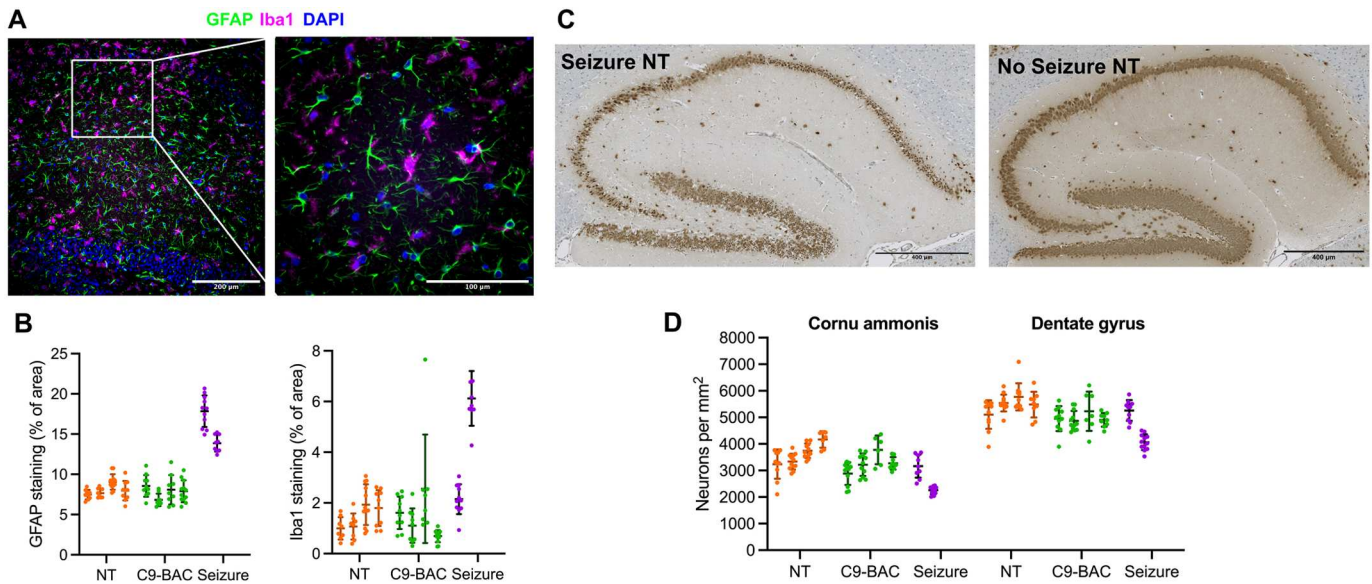 A
GFAP Iba1 DAPI
200 µm
100 µm
C
Seizure NT
400 µm
No Seizure NT
400 µm
B
GFAP staining (% of area)
25
20
15
10
5
0
NT C9-BAC Seizure
Iba1 staining (% of area)
8
6
4
2
0
NT C9-BAC Seizure
D
Cornu ammonis Dentate gyrus
Neurons per mm²
8000
7000
6000
5000
4000
3000
2000
1000
0
NT C9-BAC Seizure NT C9-BAC Seizure